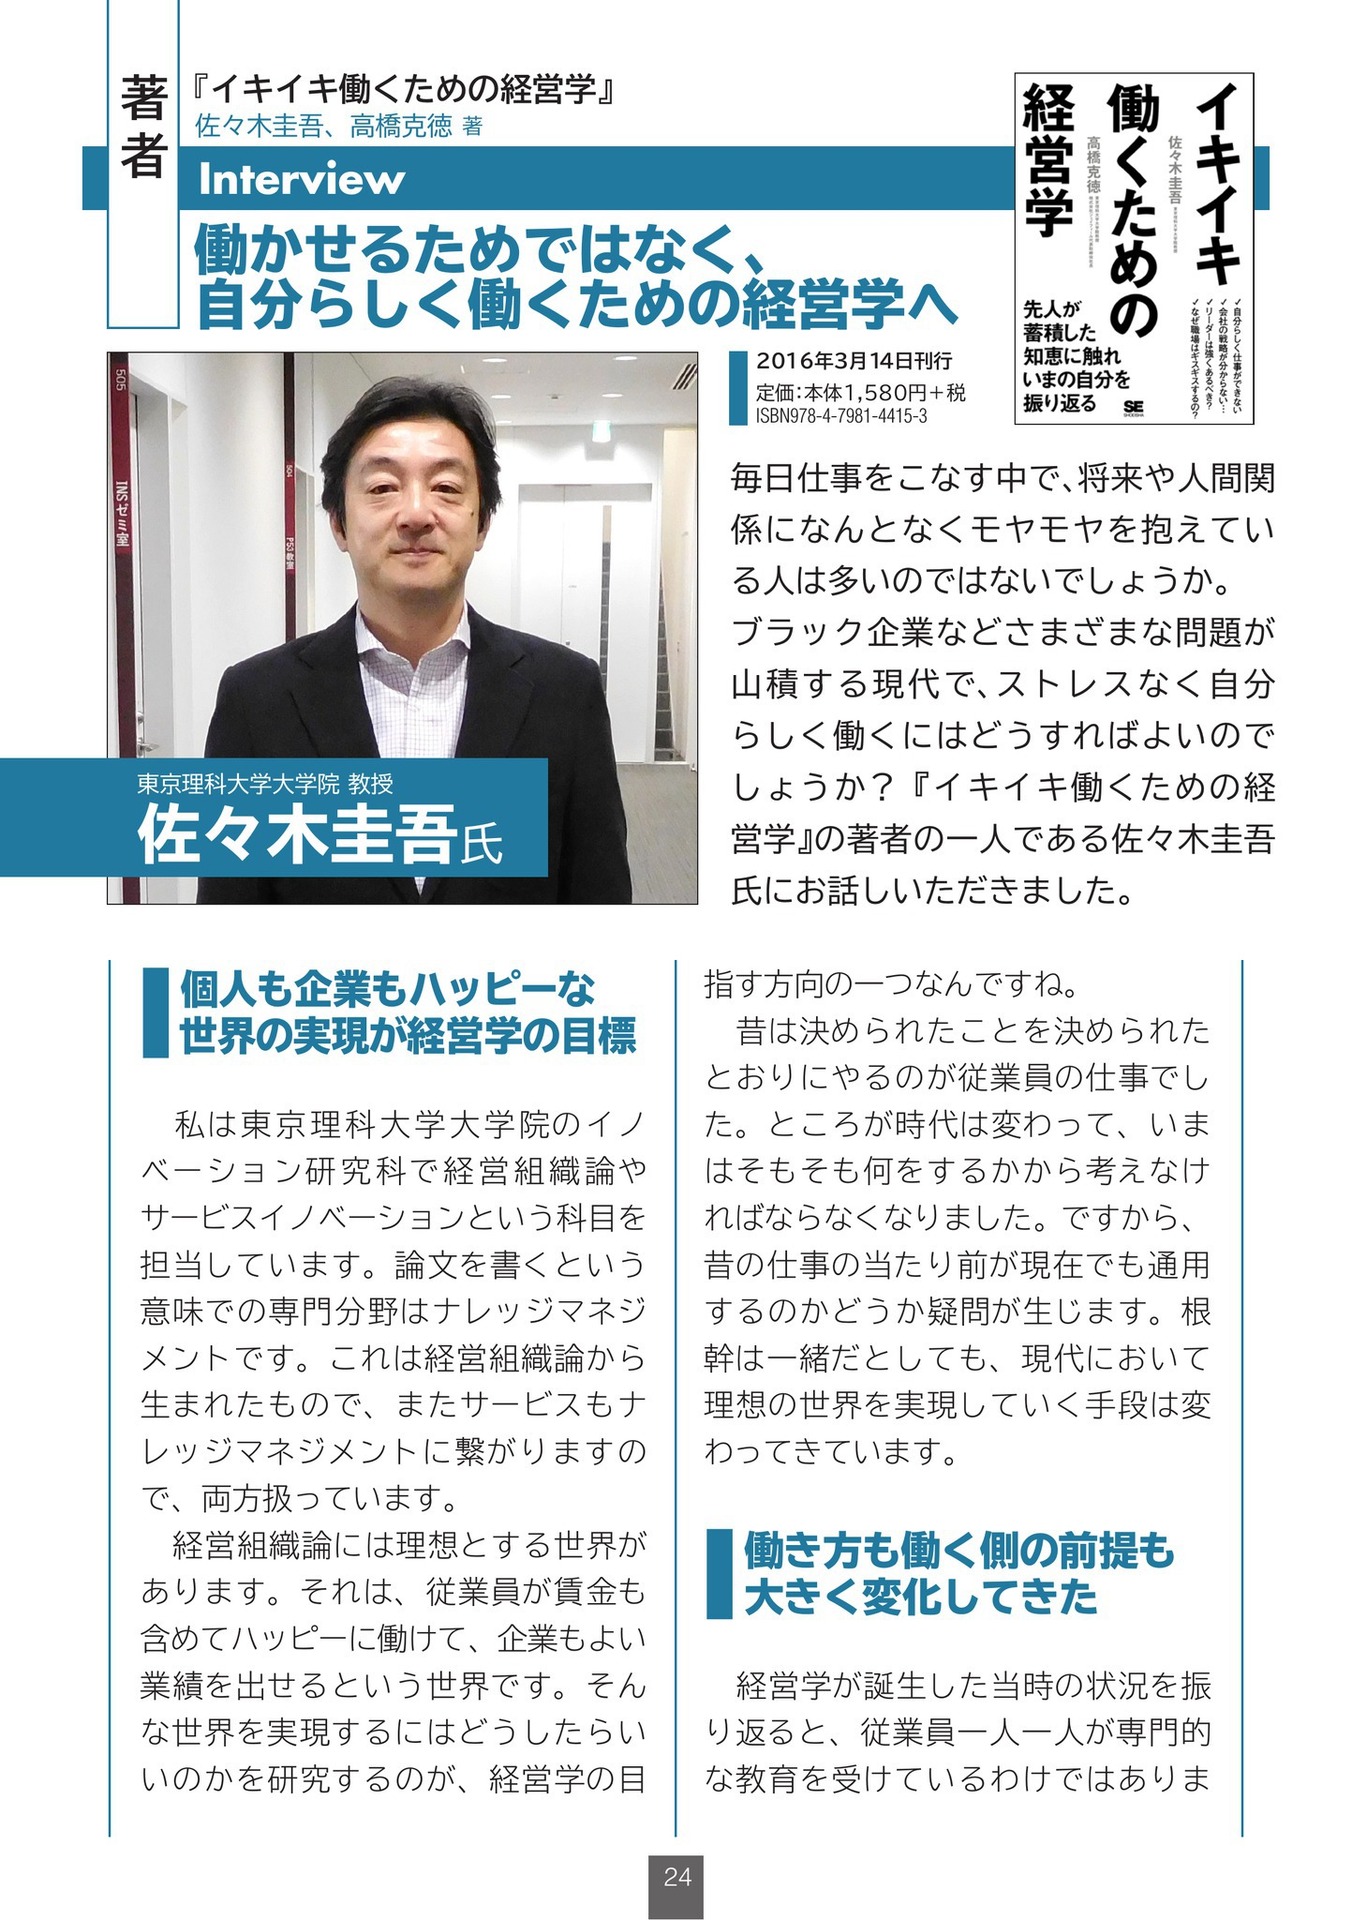 著者
『イキイキ働くための経営学』
佐々木圭吾、高橋克徳 著
Interview
働かせるためではなく、
自分らしく働くための経営学へ
イキイキ
働くための
経営学
佐々木圭吾
高橋克徳
✓自分らしく仕事ができない
✓会社の戦略が分からない…
✓リーダーは強くあるべき?
✓なぜ職場はギスギスするの?
先人が
蓄積した
知恵に触れ
いまの自分を
振り返る
SE
SHOEISHA
2016年3月14日刊行
定価:本体1,580円+税
ISBN978-4-7981-4415-3
505
INSゼミ室
504
P53教室
東京理科大学大学院 教授
佐々木圭吾氏
毎日仕事をこなす中で、将来や人間関
係になんとなくモヤモヤを抱えてい
る人は多いのではないでしょうか。
ブラック企業などさまざまな問題が
山積する現代で、ストレスなく自分
らしく働くにはどうすればよいので
しょうか?『イキイキ働くための経
営学』の著者の一人である佐々木圭吾
氏にお話しいただきました。
個人も企業もハッピーな
世界の実現が経営学の目標
私は東京理科大学大学院のイノ
ベーション研究科で経営組織論や
サービスイノベーションという科目を
担当しています。論文を書くという
意味での専門分野はナレッジマネジ
メントです。これは経営組織論から
生まれたもので、またサービスもナ
レッジマネジメントに繋がりますの
で、両方扱っています。
経営組織論には理想とする世界が
あります。それは、従業員が賃金も
含めてハッピーに働けて、企業もよい
業績を出せるという世界です。そん
な世界を実現するにはどうしたらい
いのかを研究するのが、経営学の目
指す方向の一つなんですね。
昔は決められたことを決められた
とおりにやるのが従業員の仕事でし
た。ところが時代は変わって、いま
はそもそも何をするかから考えなけ
ればならなくなりました。ですから、
昔の仕事の当たり前が現在でも通用
するのかどうか疑問が生じます。根
幹は一緒だとしても、現代において
理想の世界を実現していく手段は変
わってきています。
働き方も働く側の前提も
大きく変化してきた
経営学が誕生した当時の状況を振
り返ると、従業員一人一人が専門的
な教育を受けているわけではありま
24